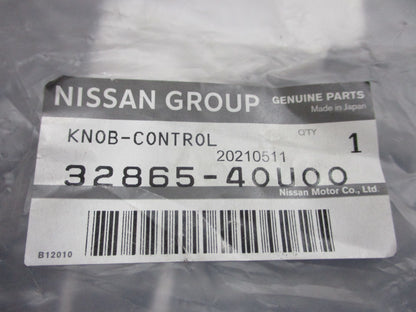 NISSAN GROUP GENUINE PARTS
Made in Japan
KNOB-CONTROL QTY 1
20210511
32865-40U00
Nissan Motor Co., Ltd.
B12010